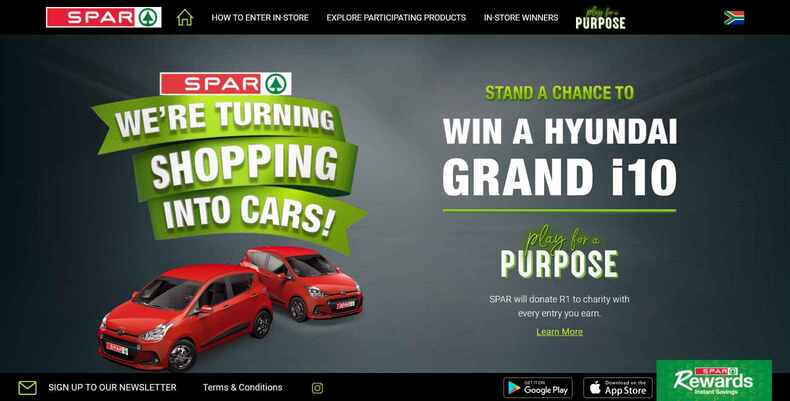 SPAR
HOW TO ENTER IN-STORE
EXPLORE PARTICIPATING PRODUCTS
IN-STORE WINNERS
play for a
PURPOSE
SPAR
WE'RE TURNING
SHOPPING
INTO CARS!
STAND A CHANCE TO
WIN A HYUNDAI
GRAND i10
play for a
PURPOSE
SPAR will donate R1 to charity with
every entry you earn.
Learn More
SPAR
SPAR
SIGN UP TO OUR NEWSLETTER
Terms & Conditions
GET IT ON
Google Play
Download on the
App Store
SPAR
Rewards
Instant Savings